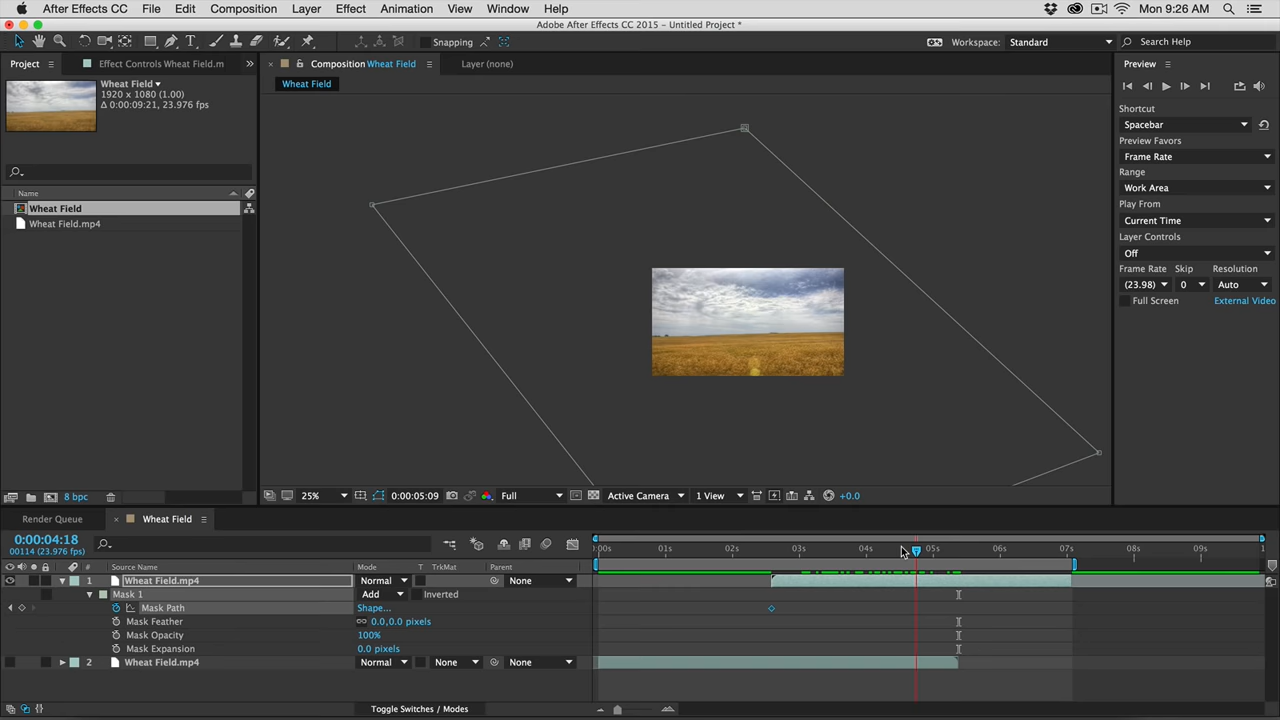 After Effects CC File Edit Composition Layer Effect Animation View Window Help Mon 9:26 AM
Adobe After Effects CC 2015 - Untitled Project *
Snapping Workspace: Standard Search Help
Project Effect Controls Wheat Field.m Composition Wheat Field Layer (none) Preview
Wheat Field
1920 x 1080 (1.00)
Δ 0:00:09:21, 23.976 fps
Wheat Field
Shortcut
Spacebar
Preview Favors
Frame Rate
Range
Work Area
Play From
Current Time
Layer Controls
Off
Frame Rate Skip Resolution
(23.98) 0 Auto
Full Screen External Video
Name
Wheat Field
Wheat Field.mp4
8 bpc 25% 0:00:05:09 Full Active Camera 1 View +0.0
Render Queue Wheat Field
0:00:04:18
00114 (23.976 fps)
:00s 01s 02s 03s 04s 05s 06s 07s 08s 09s
# Source Name Mode T TrkMat Parent
1 Wheat Field.mp4 Normal None
Mask 1 Add Inverted
Mask Path Shape...
Mask Feather 0.0,0.0 pixels
Mask Opacity 100%
Mask Expansion 0.0 pixels
2 Wheat Field.mp4 Normal None None
Toggle Switches / Modes